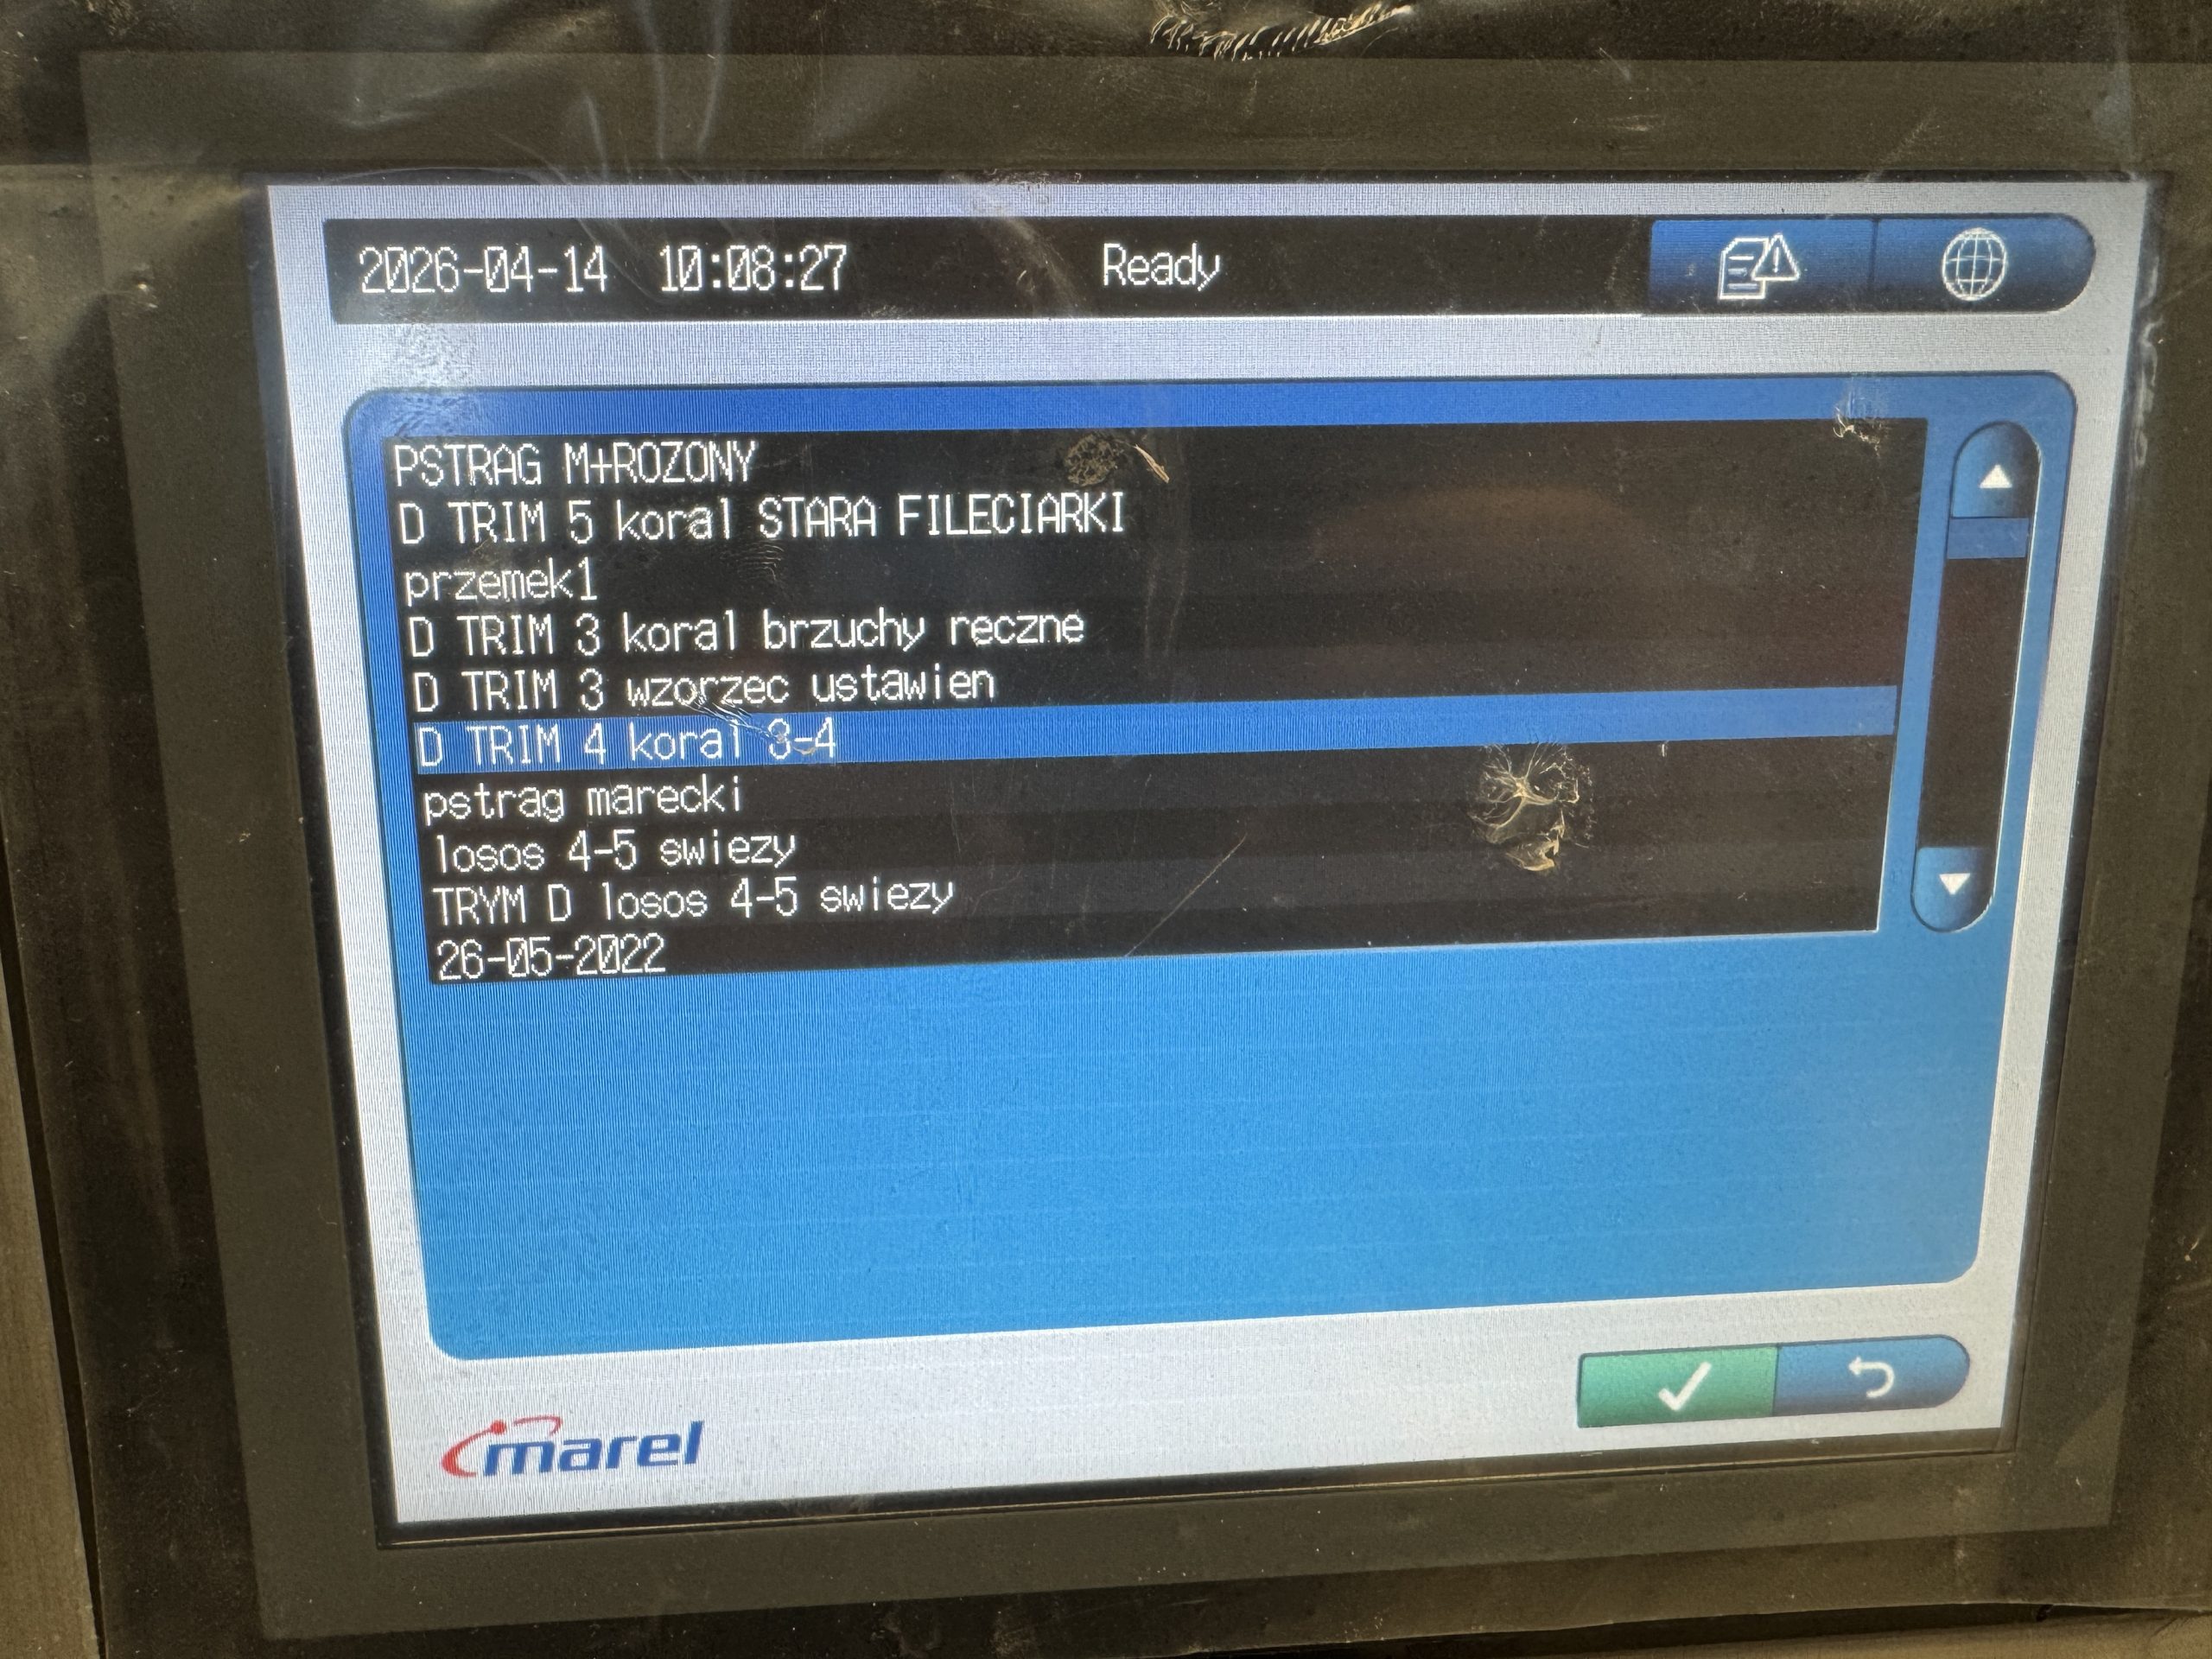 2026-04-14 10:08:27 Ready
PSTRAG M+ROZONY
D TRIM 5 koral STARA FILECIARKI
przemek1
D TRIM 3 koral brzuchy reczne
D TRIM 3 wzorzec ustawien
D TRIM 4 koral 3-4
pstrag marecki
losos 4-5 swiezy
TRYM D losos 4-5 swiezy
26-05-2022
marel